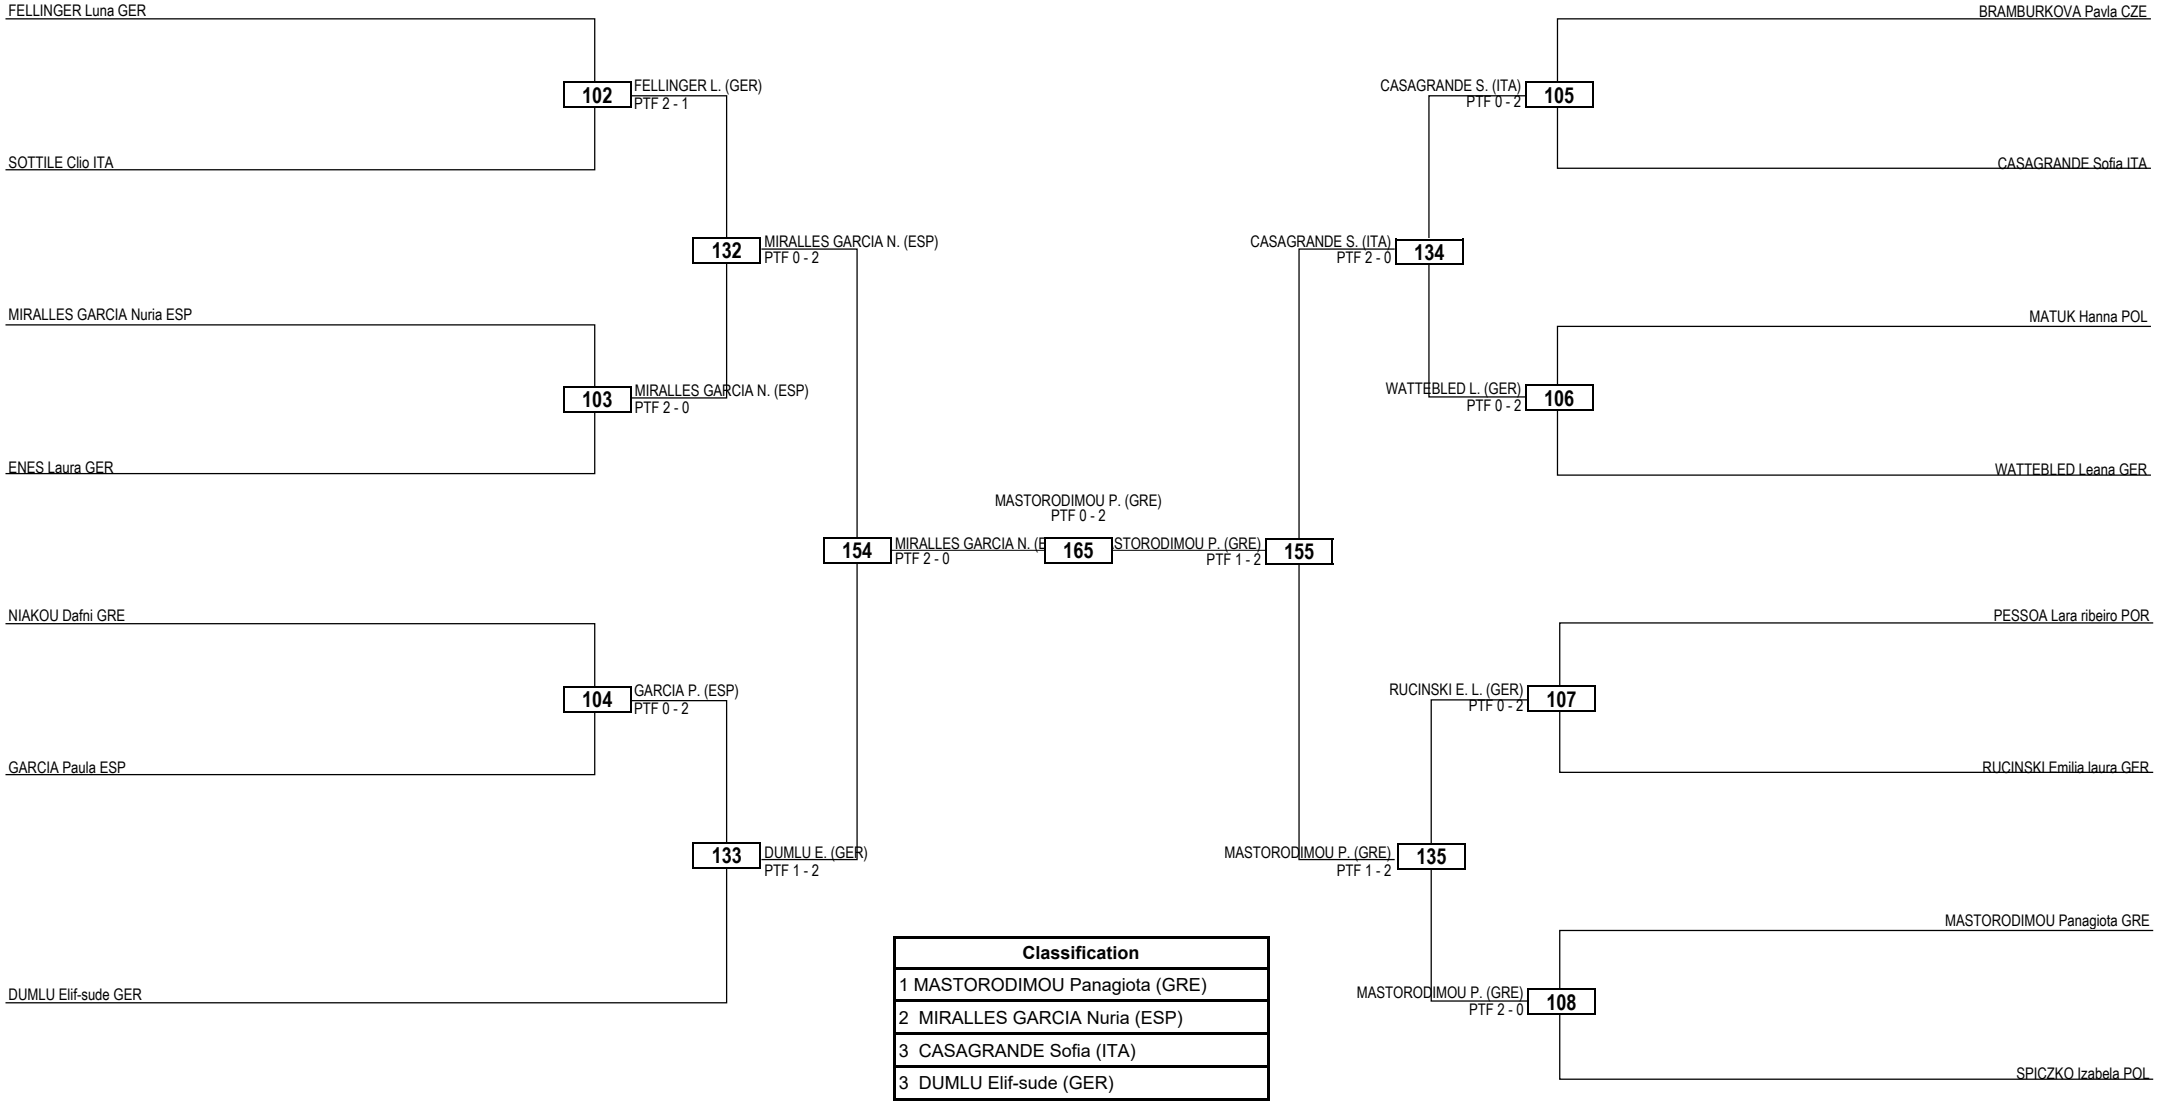 FELLINGER Luna GER
BRAMBURKOVA Pavla CZE
FELLINGER L. (GER)
102
PTF 2 - 1
CASAGRANDE S. (ITA)
105
PTF 0 - 2
SOTTILE Clio ITA
CASAGRANDE Sofia ITA
MIRALLES GARCIA N. (ESP)
132
PTF 0 - 2
CASAGRANDE S. (ITA)
134
PTF 2 - 0
MIRALLES GARCIA Nuria ESP
MATUK Hanna POL
MIRALLES GARCIA N. (ESP)
103
PTF 2 - 0
WATTEBLED L. (GER)
106
PTF 0 - 2
ENES Laura GER
WATTEBLED Leana GER
MASTORODIMOU P. (GRE)
PTF 0 - 2
154
MIRALLES GARCIA N. (E
PTF 2 - 0
165
STORODIMOU P. (GRE)
PTF 1 - 2
155
NIAKOU Dafni GRE
PESSOA Lara ribeiro POR
GARCIA P. (ESP)
104
PTF 0 - 2
RUCINSKI E. L. (GER)
107
PTF 0 - 2
GARCIA Paula ESP
RUCINSKI Emilia laura GER
133
DUMLU E. (GER)
PTF 1 - 2
MASTORODIMOU P. (GRE)
135
PTF 1 - 2
MASTORODIMOU Panagiota GRE
DUMLU Elif-sude GER
MASTORODIMOU P. (GRE)
108
PTF 2 - 0
SPICZKO Izabela POL
Classification
1 MASTORODIMOU Panagiota (GRE)
2 MIRALLES GARCIA Nuria (ESP)
3 CASAGRANDE Sofia (ITA)
3 DUMLU Elif-sude (GER)